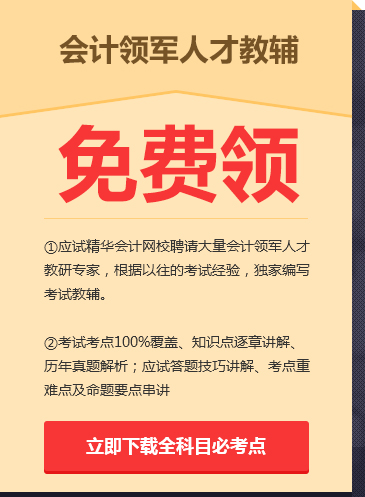 会计领军人才教辅
免费领
①应试精华会计网校聘请大量会计领军人才
教研专家，根据以往的考试经验，独家编写
考试教辅。
②考试考点100%覆盖、知识点逐章讲解、
历年真题解析；应试答题技巧讲解、考点重
难点及命题要点串讲
立即下载全科目必考点